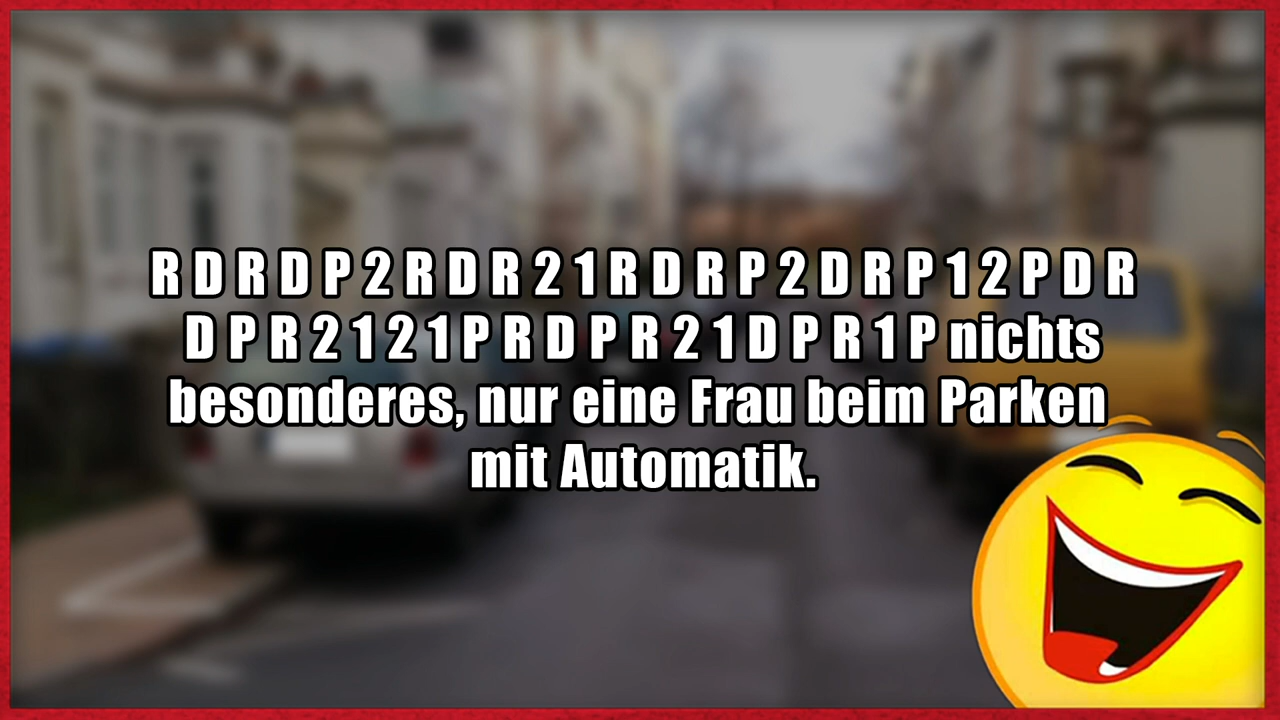 R D R D P 2 R D R 2 1 R D R P 2 D R P 1 2 P D R
D P R 2 1 2 1 P R D P R 2 1 D P R 1 P nichts
besonderes, nur eine Frau beim Parken
mit Automatik.